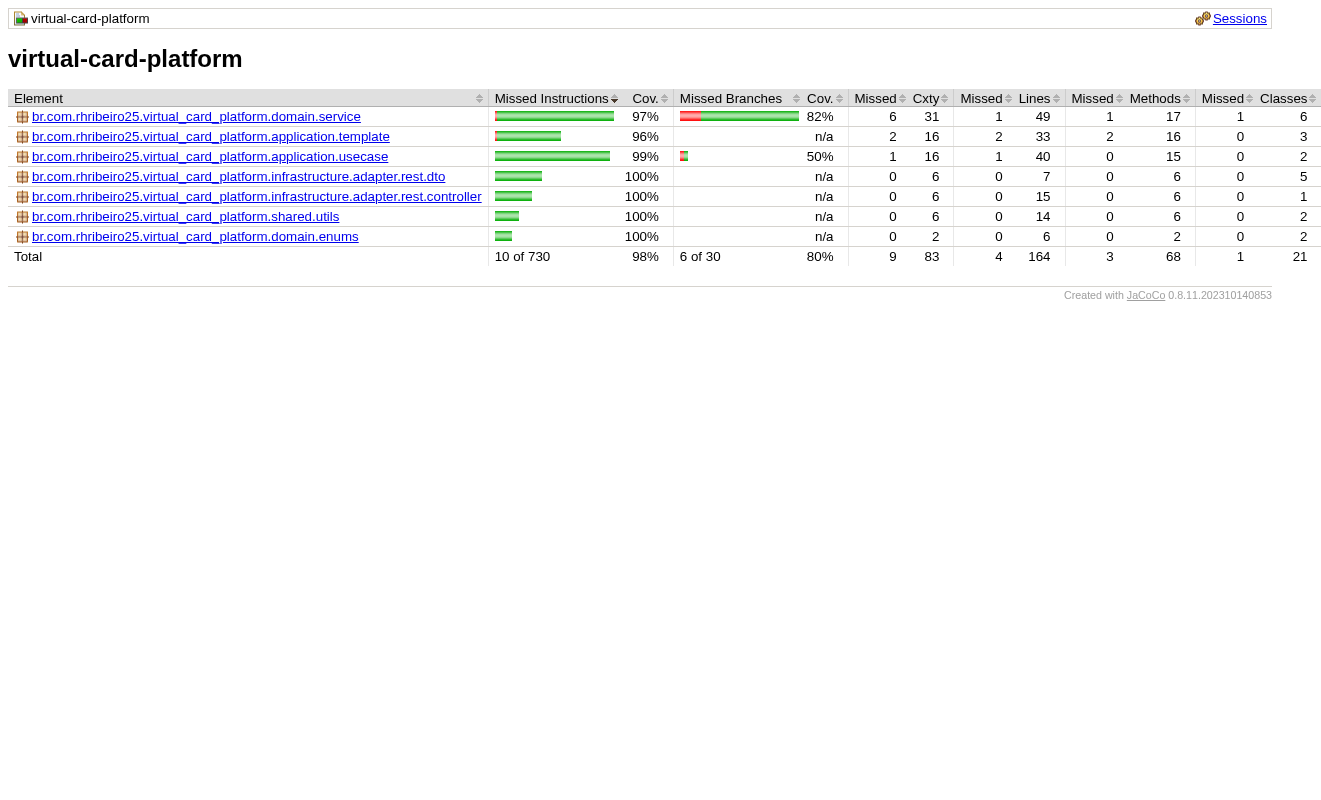 virtual-card-platform Sessions
virtual-card-platform
Element Missed Instructions Cov. Missed Branches Cov. Missed Cxty Missed Lines Missed Methods Missed Classes
br.com.rhribeiro25.virtual_card_platform.domain.service 97% 82% 6 31 1 49 1 17 1 6
br.com.rhribeiro25.virtual_card_platform.application.template 96% n/a 2 16 2 33 2 16 0 3
br.com.rhribeiro25.virtual_card_platform.application.usecase 99% 50% 1 16 1 40 0 15 0 2
br.com.rhribeiro25.virtual_card_platform.infrastructure.adapter.rest.dto 100% n/a 0 6 0 7 0 6 0 5
br.com.rhribeiro25.virtual_card_platform.infrastructure.adapter.rest.controller 100% n/a 0 6 0 15 0 6 0 1
br.com.rhribeiro25.virtual_card_platform.shared.utils 100% n/a 0 6 0 14 0 6 0 2
br.com.rhribeiro25.virtual_card_platform.domain.enums 100% n/a 0 2 0 6 0 2 0 2
Total 10 of 730 98% 6 of 30 80% 9 83 4 164 3 68 1 21
Created with JaCoCo 0.8.11.202310140853